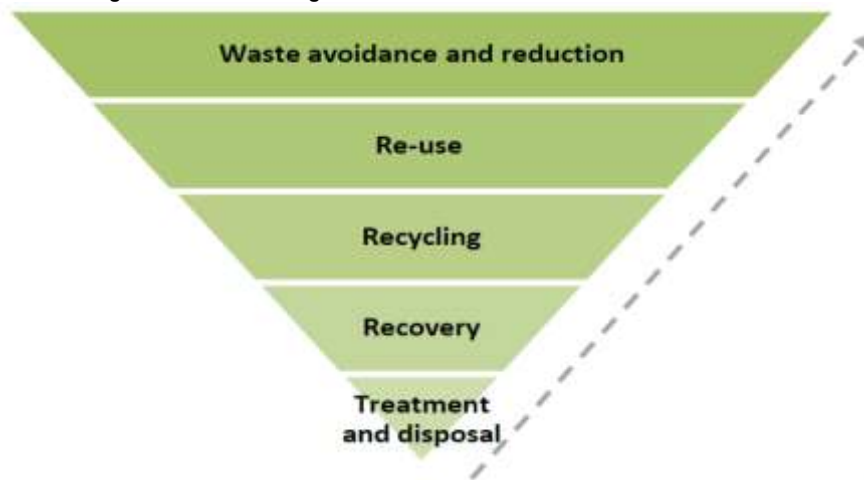 Waste avoidance and reduction
Re-use
Recycling
Recovery
Treatment
and disposal